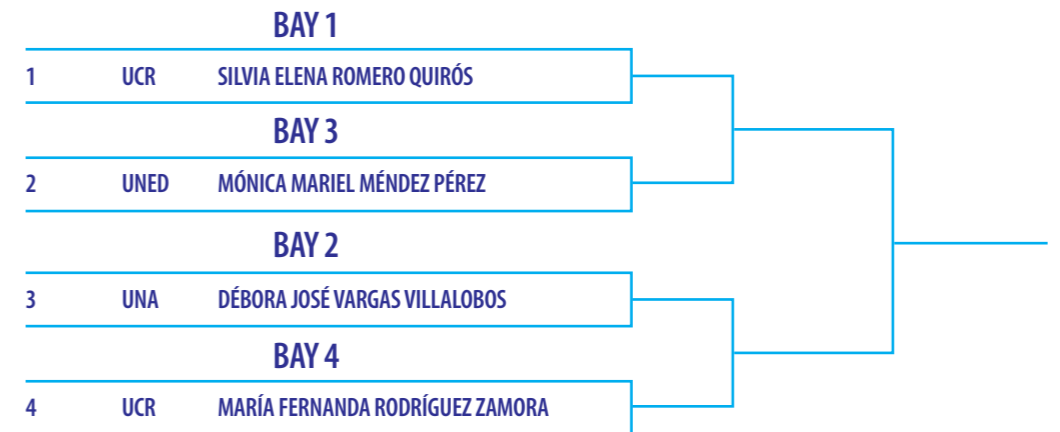 BAY 1
1 UCR SILVIA ELENA ROMERO QUIRÓS
BAY 3
2 UNED MÓNICA MARIEL MÉNDEZ PÉREZ
BAY 2
3 UNA DÉBORA JOSÉ VARGAS VILLALOBOS
BAY 4
4 UCR MARÍA FERNANDA RODRÍGUEZ ZAMORA